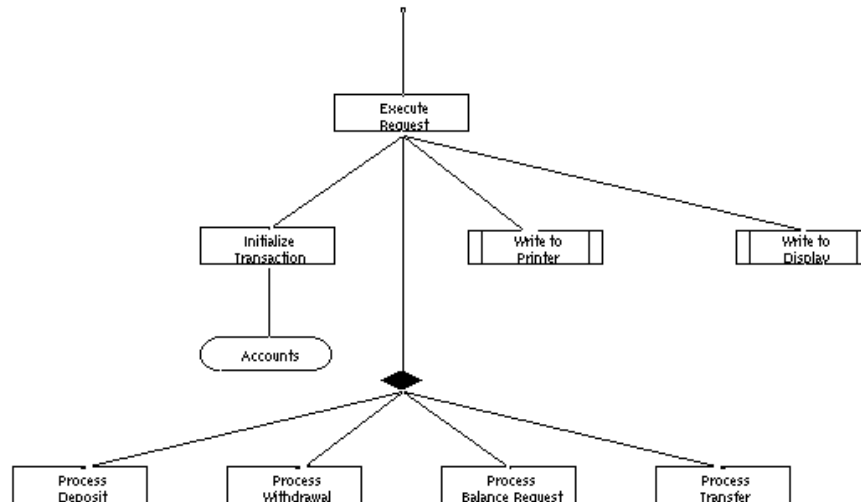 Execute
Request
Initialize
Transaction
Write to
Printer
Write to
Display
Accounts
Process
Deposit
Process
Withdrawal
Process
Balance Request
Process
Transfer